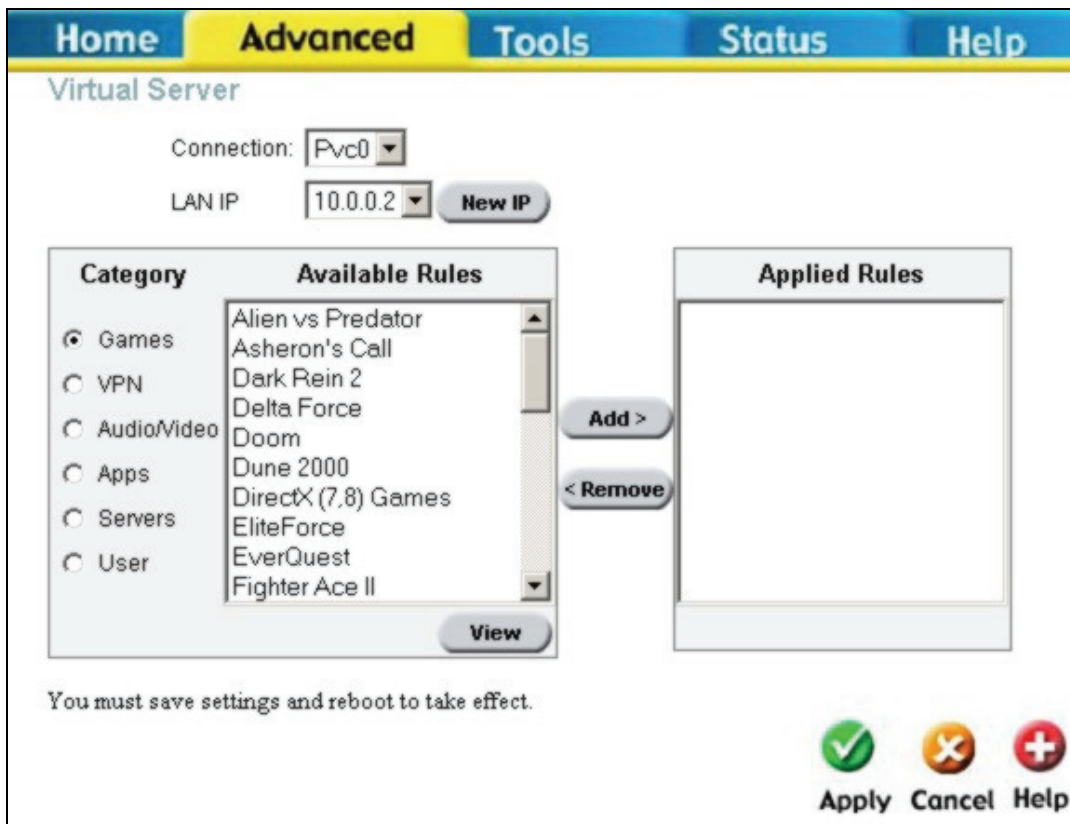 Home Advanced Tools Status Help
Virtual Server
Connection: Pvc0
LAN IP 10.0.0.2 New IP
Category Available Rules Applied Rules
Games
VPN
Audio/Video
Apps
Servers
User
Alien vs Predator
Asheron's Call
Dark Rein 2
Delta Force
Doom
Dune 2000
DirectX (7,8) Games
EliteForce
EverQuest
Fighter Ace II
View
Add >
< Remove
You must save settings and reboot to take effect.
Apply Cancel Help